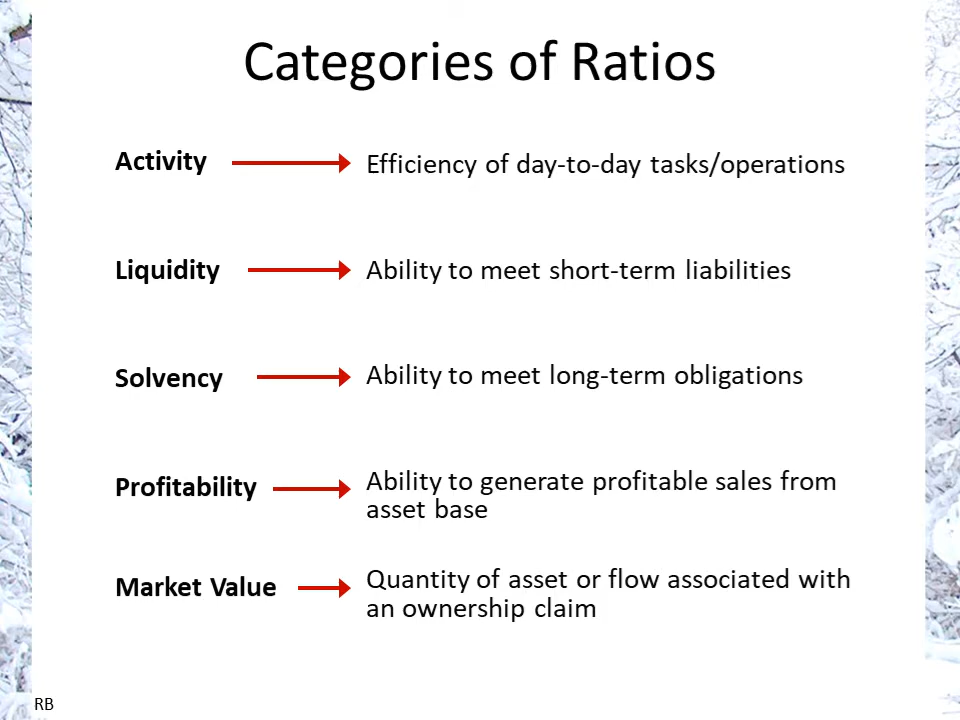 Categories of Ratios
Activity
Efficiency of day-to-day tasks/operations
Liquidity
Ability to meet short-term liabilities
Solvency
Ability to meet long-term obligations
Profitability
Ability to generate profitable sales from
asset base
Market Value
Quantity of asset or flow associated with
an ownership claim
RB